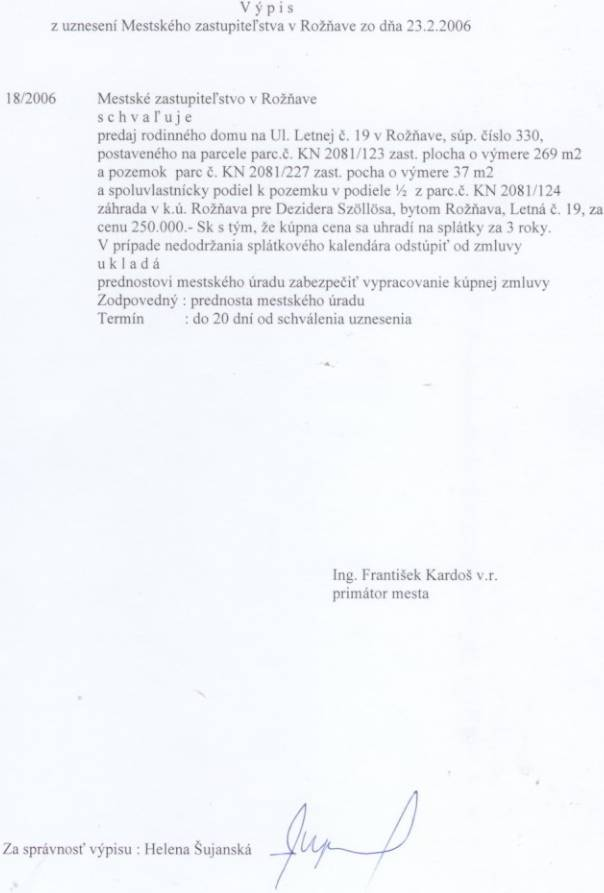 V ý p i s
z uznesení Mestského zastupiteľstva v Rožňave zo dňa 23.2.2006
18/2006 Mestské zastupiteľstvo v Rožňave
s c h v a ľ u j e
predaj rodinného domu na Ul. Letnej č. 19 v Rožňave, súp. číslo 330,
postaveného na parcele parc.č. KN 2081/123 zast. plocha o výmere 269 m2
a pozemok parc č. KN 2081/227 zast. pocha o výmere 37 m2
a spoluvlastnícky podiel k pozemku v podiele ½ z parc.č. KN 2081/124
záhrada v k.ú. Rožňava pre Dezidera Szöllösa, bytom Rožňava, Letná č. 19, za
cenu 250.000.- Sk s tým, že kúpna cena sa uhradí na splátky za 3 roky.
V prípade nedodržania splátkového kalendára odstúpiť od zmluvy
u k l a d á
prednostovi mestského úradu zabezpečiť vypracovanie kúpnej zmluvy
Zodpovedný : prednosta mestského úradu
Termín : do 20 dní od schválenia uznesenia
Ing. František Kardoš v.r.
primátor mesta
Za správnosť výpisu : Helena Šujanská